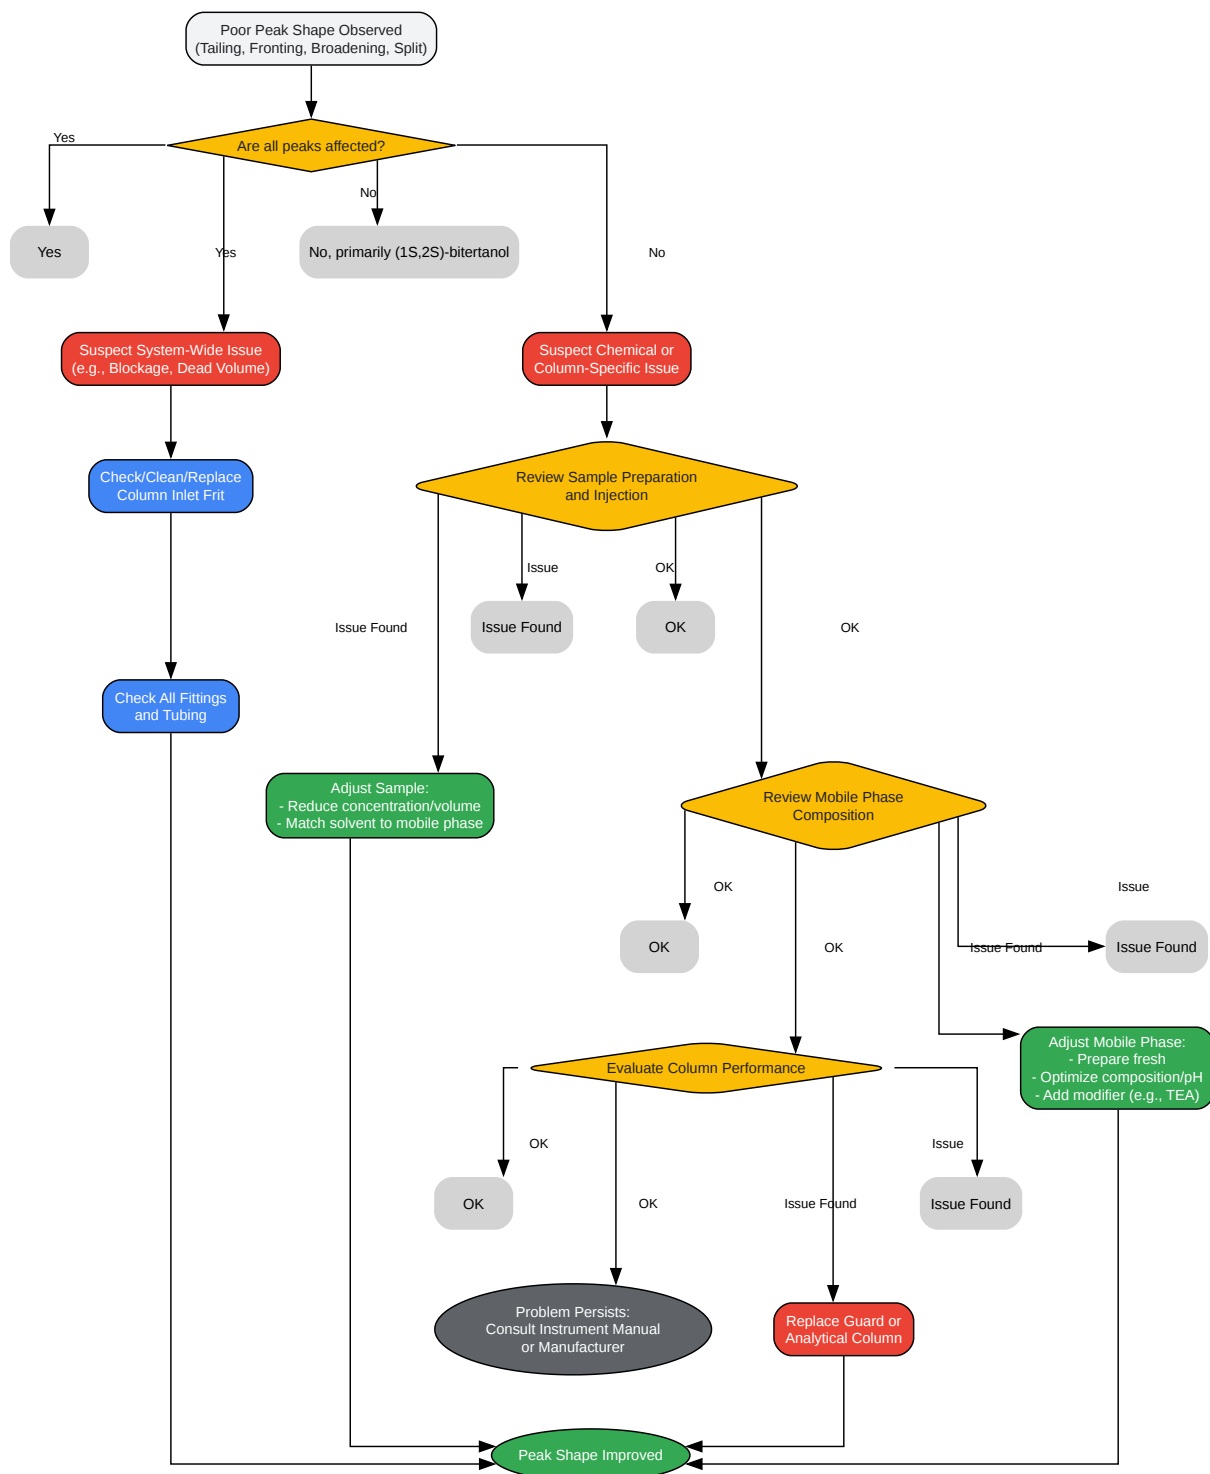 Poor Peak Shape Observed
(Tailing, Fronting, Broadening, Split)
Yes
Are all peaks affected?
No
Yes
Yes
No, primarily (1S,2S)-bitertanol
No
Suspect System-Wide Issue
(e.g., Blockage, Dead Volume)
Suspect Chemical or
Column-Specific Issue
Check/Clean/Replace
Column Inlet Frit
Review Sample Preparation
and Injection
Issue
OK
Issue Found
Issue Found
OK
OK
Check All Fittings
and Tubing
Adjust Sample:
- Reduce concentration/volume
- Match solvent to mobile phase
Review Mobile Phase
Composition
OK
Issue
OK
OK
Issue Found
Issue Found
Evaluate Column Performance
Adjust Mobile Phase:
- Prepare fresh
- Optimize composition/pH
- Add modifier (e.g., TEA)
OK
Issue
OK
OK
Issue Found
Issue Found
Problem Persists:
Consult Instrument Manual
or Manufacturer
Replace Guard or
Analytical Column
Peak Shape Improved